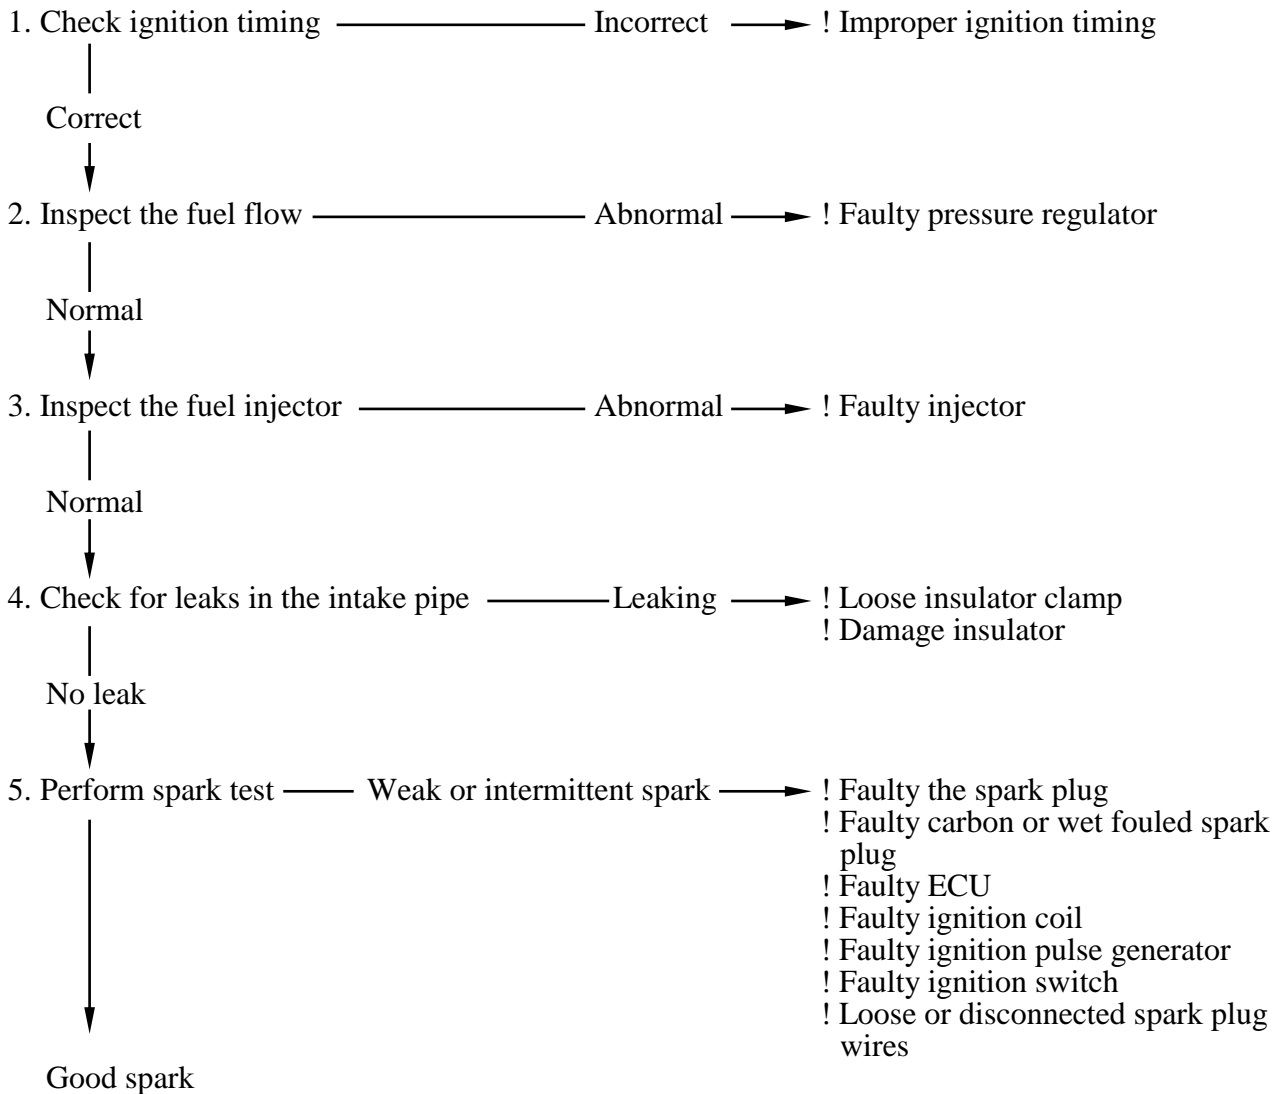 1. Check ignition timing Incorrect ! Improper ignition timing
Correct
2. Inspect the fuel flow Abnormal ! Faulty pressure regulator
Normal
3. Inspect the fuel injector Abnormal ! Faulty injector
Normal
4. Check for leaks in the intake pipe Leaking ! Loose insulator clamp
! Damage insulator
No leak
5. Perform spark test Weak or intermittent spark ! Faulty the spark plug
! Faulty carbon or wet fouled spark
plug
! Faulty ECU
! Faulty ignition coil
! Faulty ignition pulse generator
! Faulty ignition switch
! Loose or disconnected spark plug
wires
Good spark